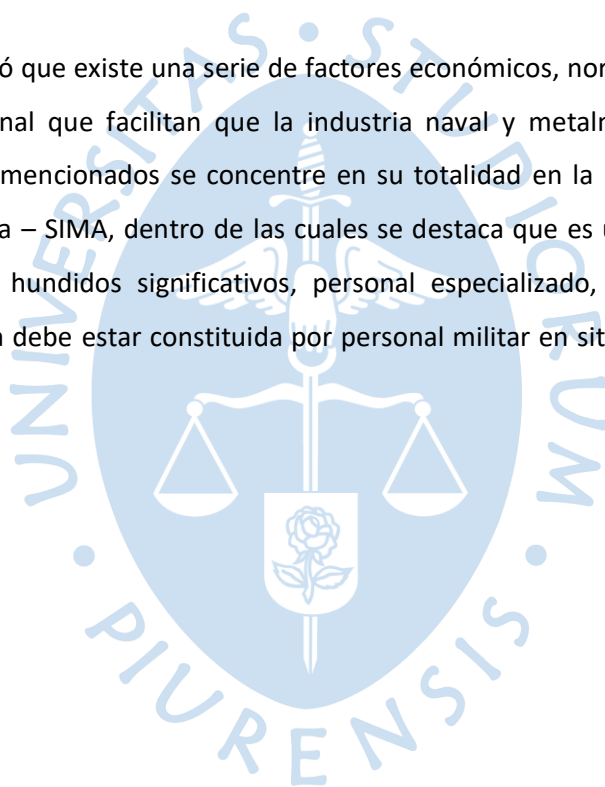 ó que existe una serie de factores económicos, nor
nal que facilitan que la industria naval y metalr
mencionados se concentre en su totalidad en la
a – SIMA, dentro de las cuales se destaca que es u
hundidos significativos, personal especializado,
debe estar constituida por personal militar en sit
UNIVERSITAS • STUDIORUM • PIURENSIS •